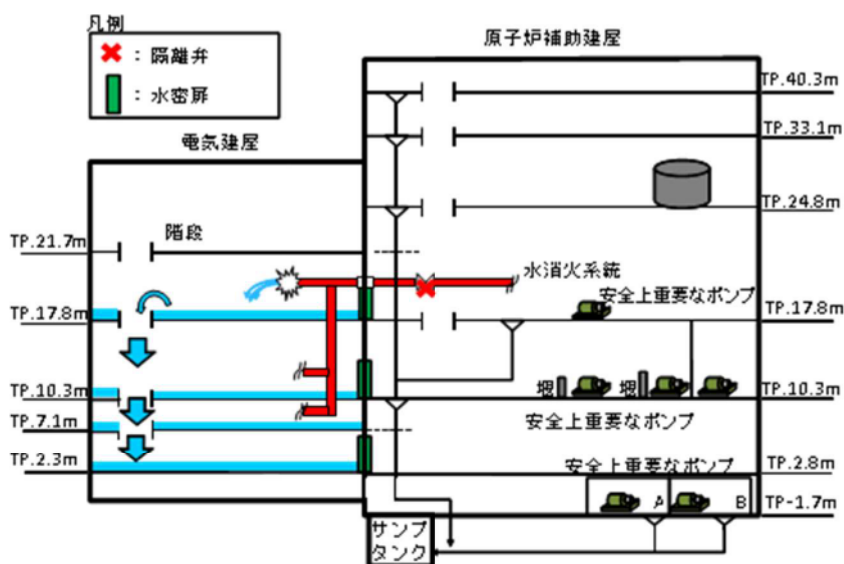 凡例
：隔離弁
：水密扉
原子炉補助建屋
電気建屋
TP.40.3m
TP.33.1m
TP.24.8m
TP.21.7m
階段
水消火系統
安全上重要なポンプ
TP.17.8m
TP.17.8m
堰
堰
TP.10.3m
TP.10.3m
安全上重要なポンプ
TP.7.1m
安全上重要なポンプ
TP.2.3m
TP.2.8m
A
B
TP-1.7m
サンプ
タンク